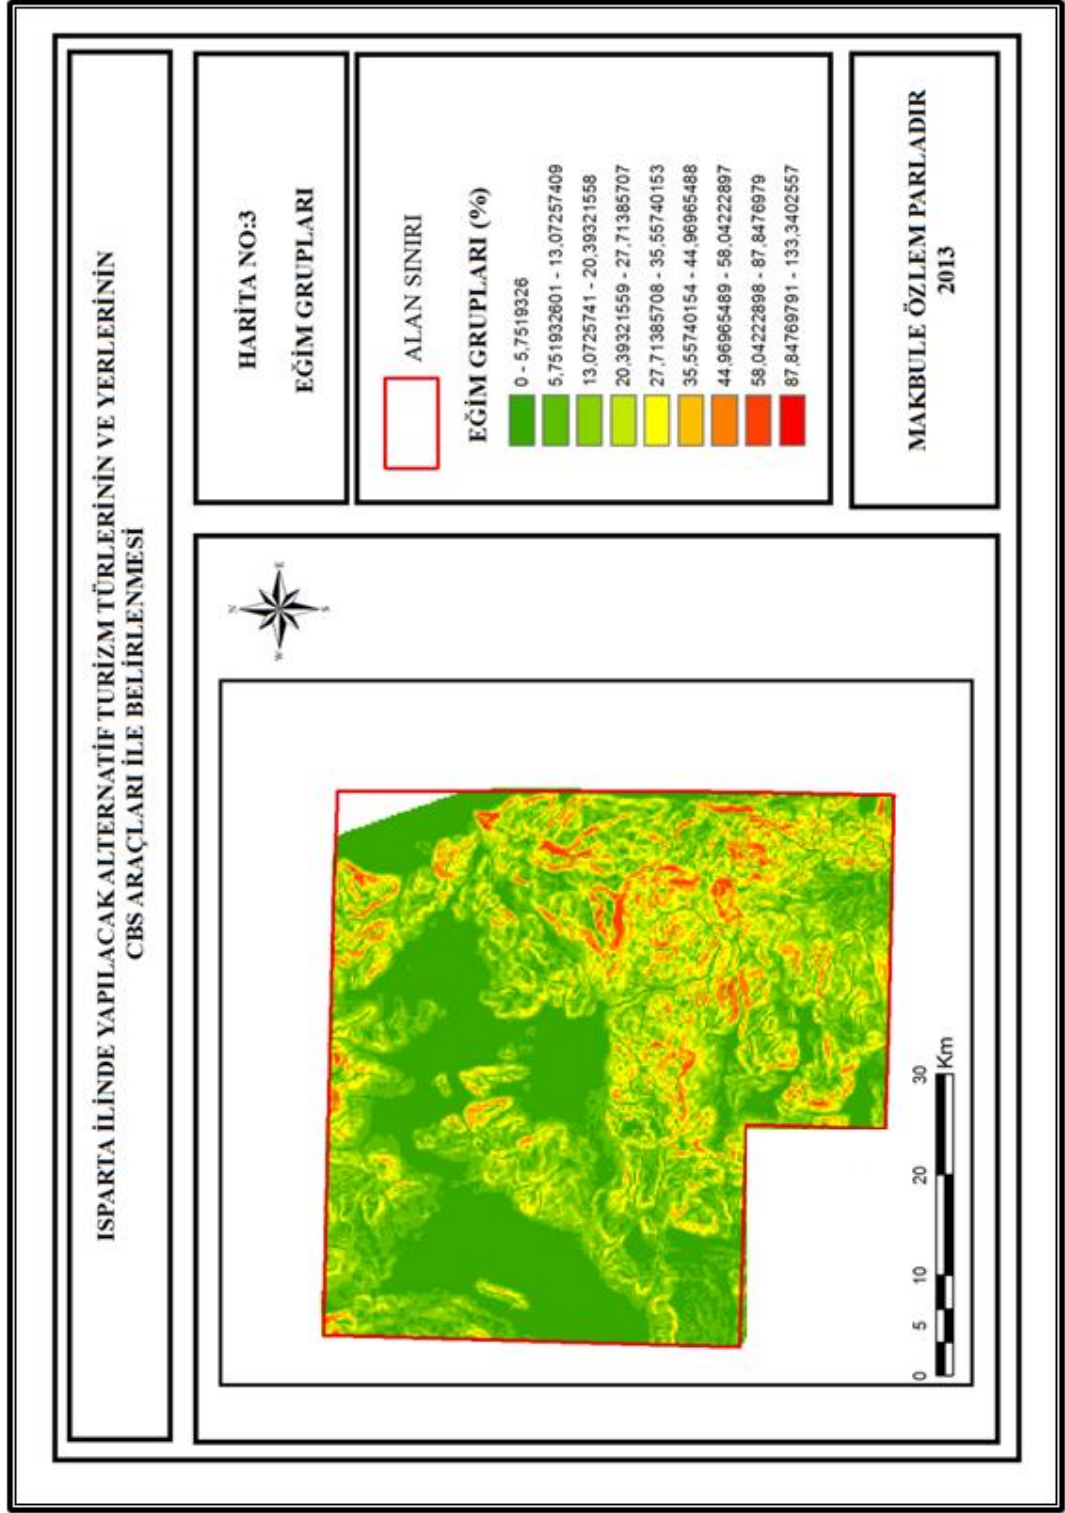 ISPARTA İLİNDE YAPILACAK ALTERNATİF TURİZM TÜRLERİNİN VE YERLERİNİN
CBS ARAÇLARI İLE BELİRLENMESİ
N
W
E
S
0
5
10
20
30
Km
HARİTA NO:3
EĞİM GRUPLARI
ALAN SINIRI
EĞİM GRUPLARI (%)
0 - 5,7519326
5,751932601 - 13,07257409
13,0725741 - 20,39321558
20,39321559 - 27,71385707
27,71385708 - 35,55740153
35,55740154 - 44,96965488
44,96965489 - 58,04222897
58,04222898 - 87,8476979
87,84769791 - 133,3402557
MAKBULE ÖZLEM PARLADIR
2013